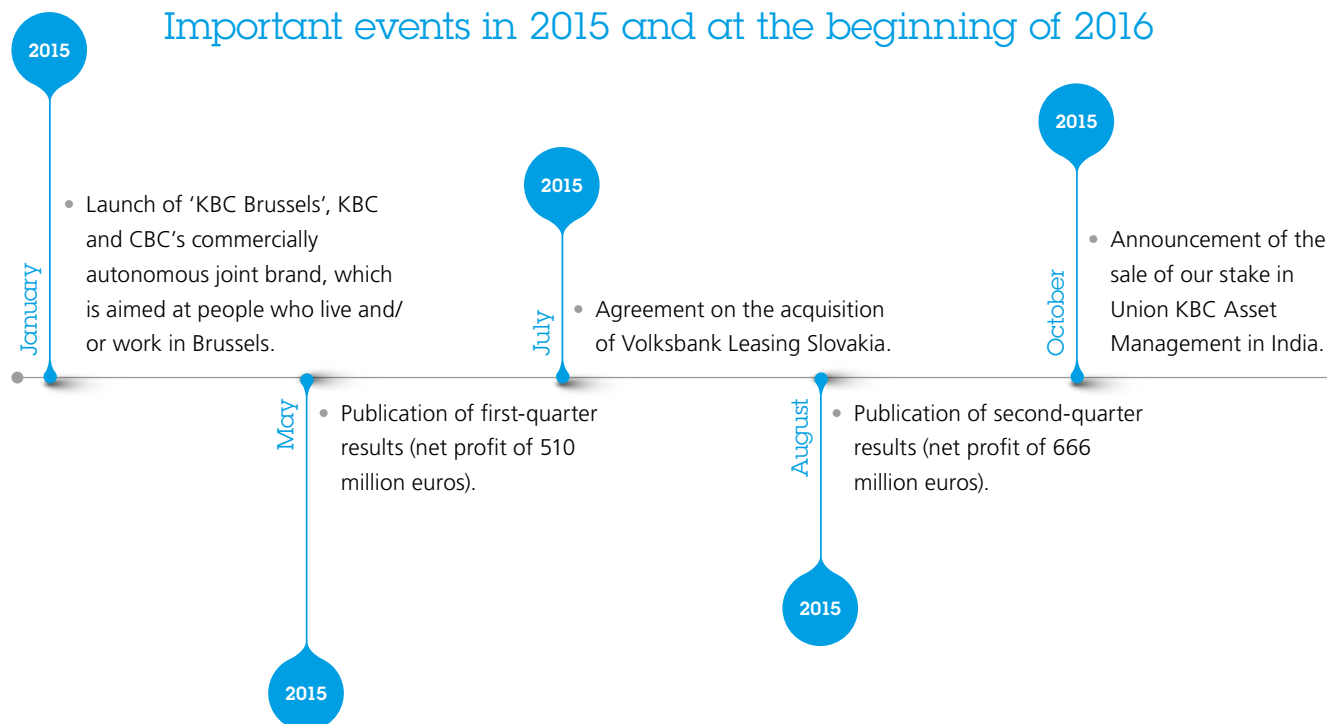 Important events in 2015 and at the beginning of 2016
2015
January
• Launch of ‘KBC Brussels’, KBC
and CBC’s commercially
autonomous joint brand, which
is aimed at people who live and/
or work in Brussels.
May
• Publication of first-quarter
results (net profit of 510
million euros).
2015
2015
July
• Agreement on the acquisition
of Volksbank Leasing Slovakia.
August
• Publication of second-quarter
results (net profit of 666
million euros).
2015
2015
October
• Announcement of the
sale of our stake in
Union KBC Asset
Management in India.